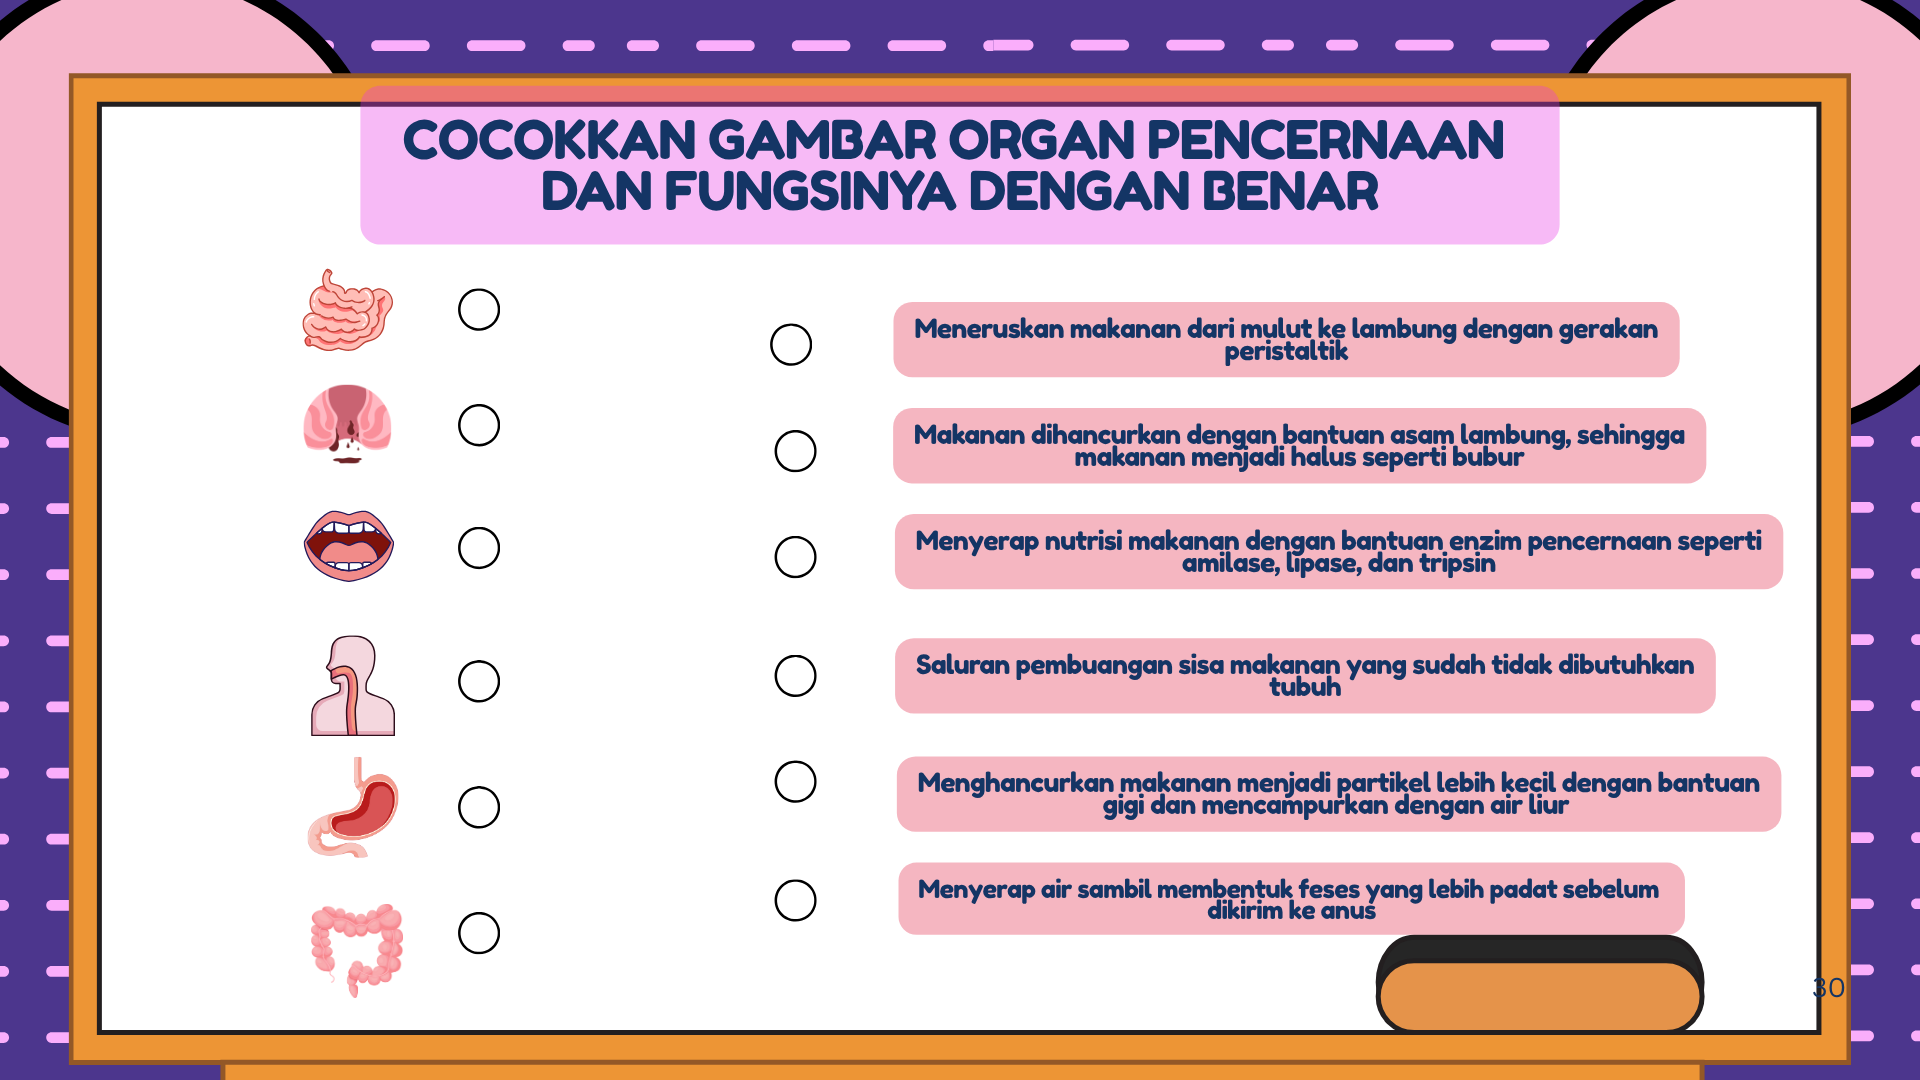 COCOKKAN GAMBAR ORGAN PENCERNAAN
DAN FUNGSINYA DENGAN BENAR
Meneruskan makanan dari mulut ke lambung dengan gerakan
peristaltik
Makanan dihancurkan dengan bantuan asam lambung, sehingga
makanan menjadi halus seperti bubur
Menyerap nutrisi makanan dengan bantuan enzim pencernaan seperti
amilase, lipase, dan tripsin
Saluran pembuangan sisa makanan yang sudah tidak dibutuhkan
tubuh
Menghancurkan makanan menjadi partikel lebih kecil dengan bantuan
gigi dan mencampurkan dengan air liur
Menyerap air sambil membentuk feses yang lebih padat sebelum
dikirim ke anus
30